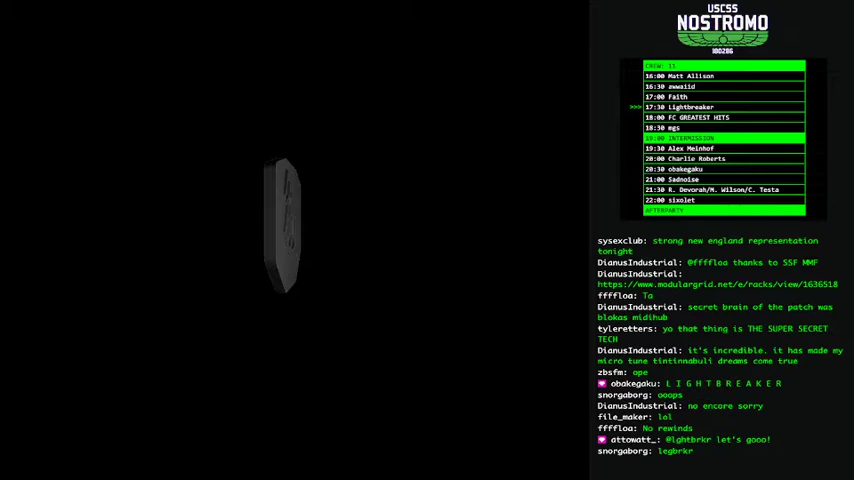 USCSS
NOSTROMO
180286
CREW: 11
16:00 Matt Allison
16:30 awwaiid
17:00 Faith
>>> 17:30 Lightbreaker
18:00 FC GREATEST HITS
18:30 mgs
19:00 INTERMISSION
19:30 Alex Meinhof
20:00 Charlie Roberts
20:30 obakegaku
21:00 Sadnoise
21:30 R. Devorah/M. Wilson/C. Testa
22:00 sixolet
AFTERPARTY
sysexclub: strong new england representation
tonight
DianusIndustrial: @fffffloa thanks to SSF MMF
DianusIndustrial:
https://www.modulargrid.net/e/racks/view/1636518
fffffloa: Ta
DianusIndustrial: secret brain of the patch was
blokas midihub
tyleretters: yo that thing is THE SUPER SECRET
TECH
DianusIndustrial: it's incredible. it has made my
micro tune tintinnabuli dreams come true
zbsfm: ope
obakegaku: L I G H T B R E A K E R
snorgaborg: ooops
DianusIndustrial: no encore sorry
file_maker: lal
fffffloa: No rewinds
attowatt_: @lghtbrkr let's gooo!
snorgaborg: legbrkr